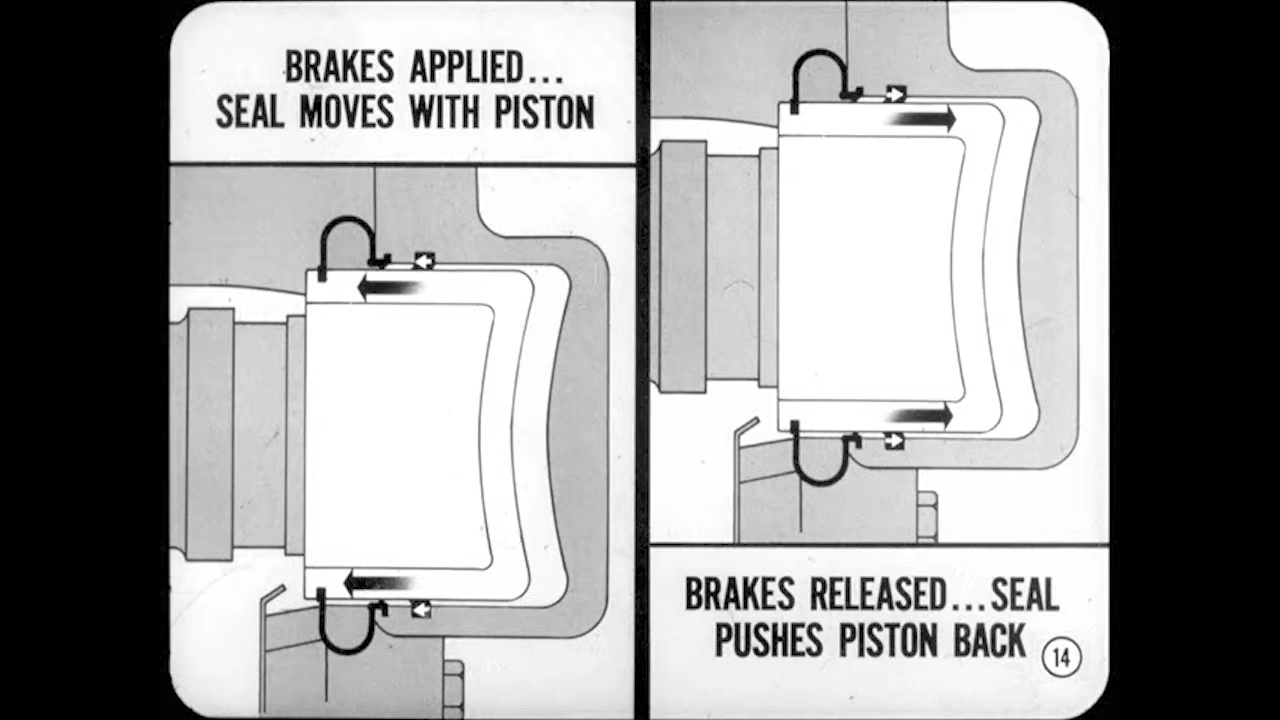 BRAKES APPLIED...
SEAL MOVES WITH PISTON
BRAKES RELEASED...SEAL
PUSHES PISTON BACK
14